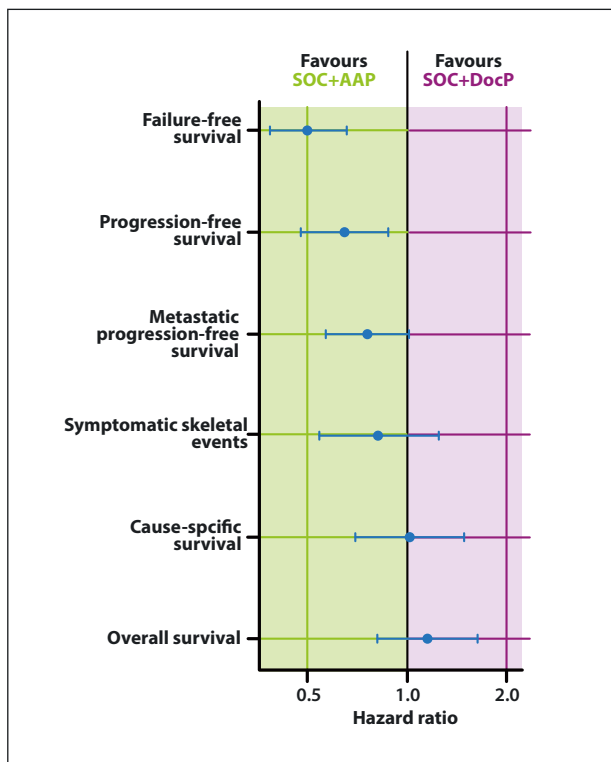 Favours
SOC+AAP
Favours
SOC+DocP
Failure-free
survival
Progression-free
survival
Metastatic
progression-free
survival
Symptomatic skeletal
events
Cause-spcific
survival
Overall survival
0.5
1.0
2.0
Hazard ratio